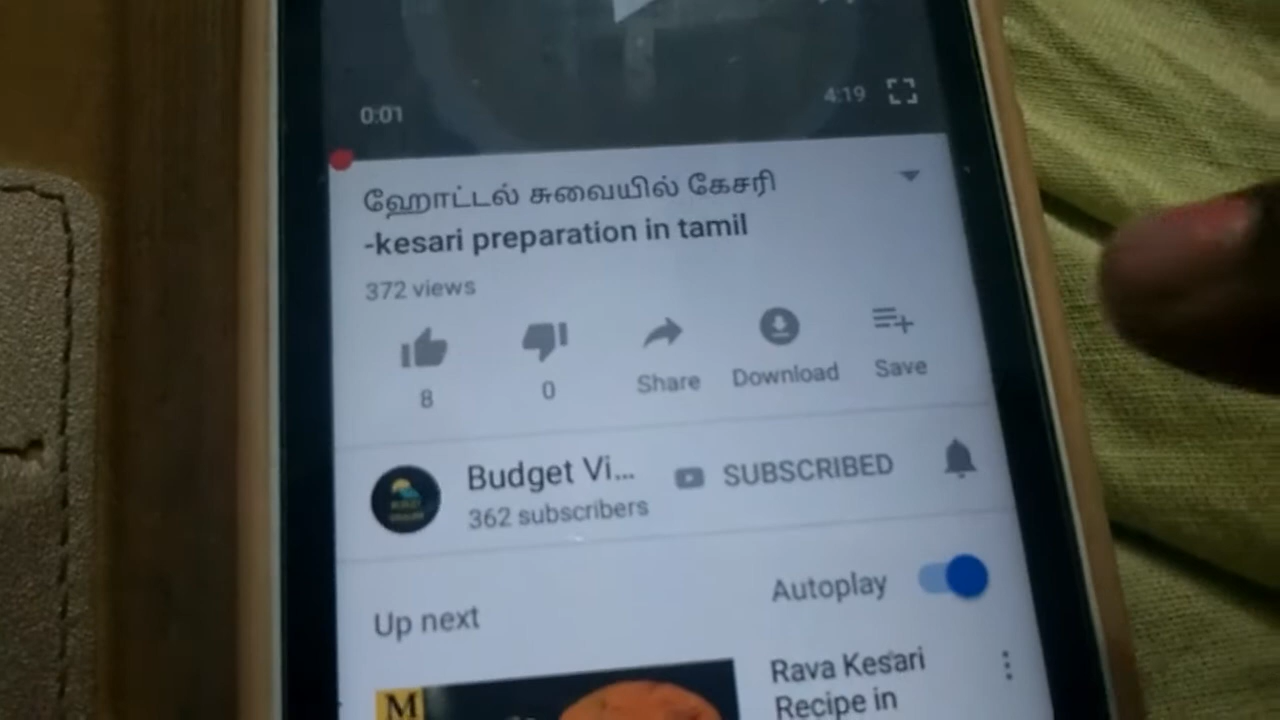 0:01
4:19
ஹோட்டல் சுவையில் கேசரி
-kesari preparation in tamil
372 views
8
0
Share
Download
Save
Budget Vi...
SUBSCRIBED
362 subscribers
Autoplay
Up next
Rava Kesari
Recipe in
M